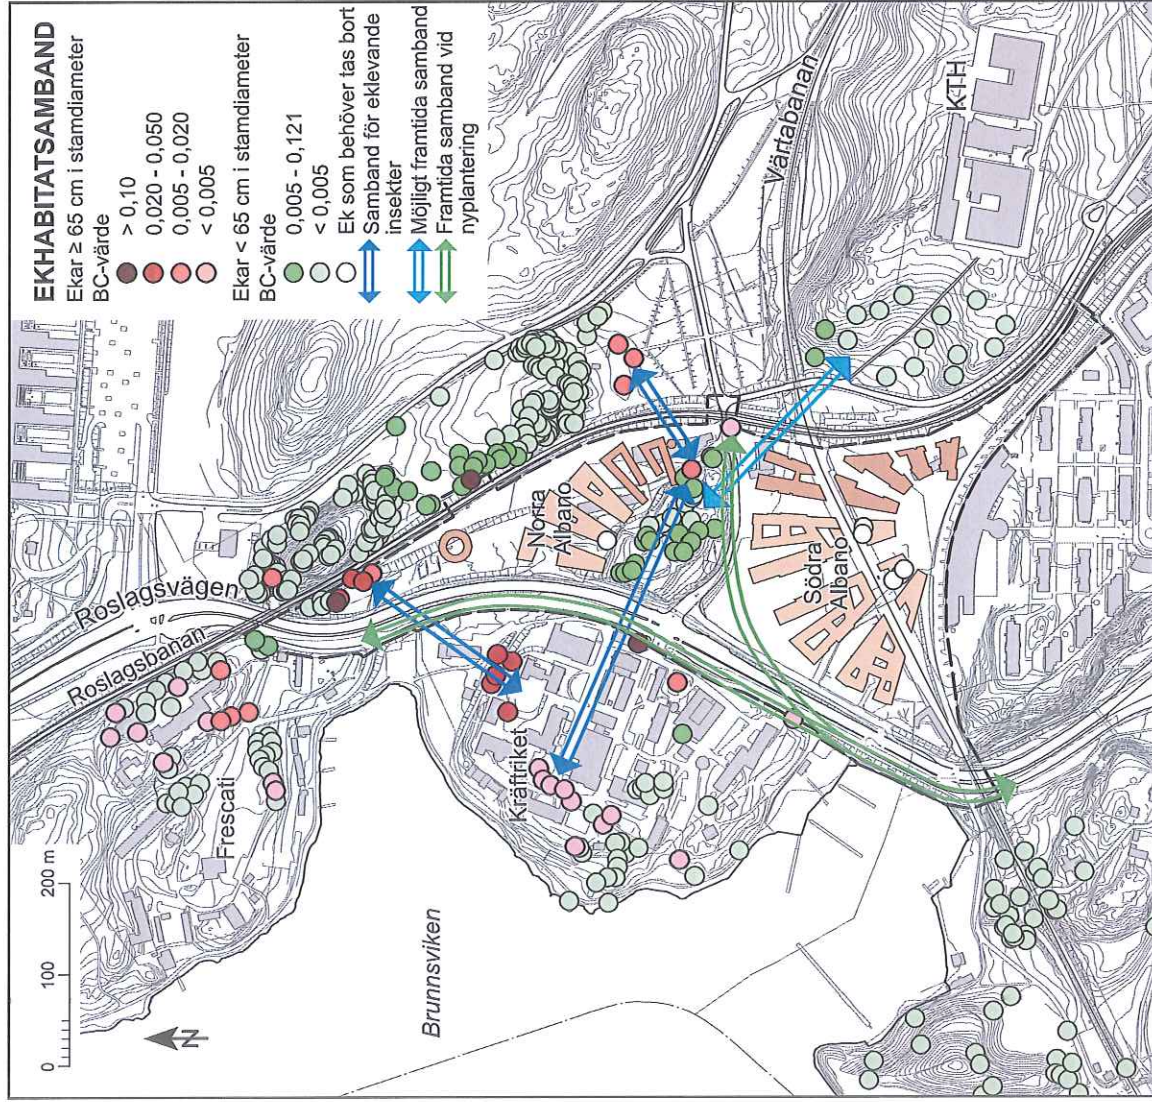 EKHABITATSAMBAND
Ekar ≥ 65 cm i stamdiameter
BC-värde
> 0,10
0,020 - 0,050
0,005 - 0,020
< 0,005
Ekar < 65 cm i stamdiameter
BC-värde
0,005 - 0,121
< 0,005
Ek som behöver tas bort
Samband för eklevande
insekter
Möjligt framtida samband
Framtida samband vid
nyplantering
0 100 200 m
N
Frescati
Roslagsbanan
Roslagsvägen
Brunnsviken
Kräftriket
Norra
Albano
Södra
Albano
Värtabanan
KTH